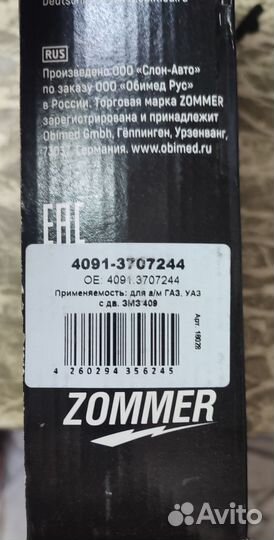 RUS
Произведено ООО «Слон-Авто»
по заказу ООО «Обимед Рус»
в России. Торговая марка ZOMMER
зарегистрирована и принадлежит
Obimed Gmbh, Гёппинген, Урзенванг,
73037, Германия. www.obimed.ru
EAC
4091-3707244
OE: 4091.3707244
Применяемость: для а/м ГАЗ, УАЗ
с дв. ЗМЗ 409
4 260294 356245
ZOMMER
Avito